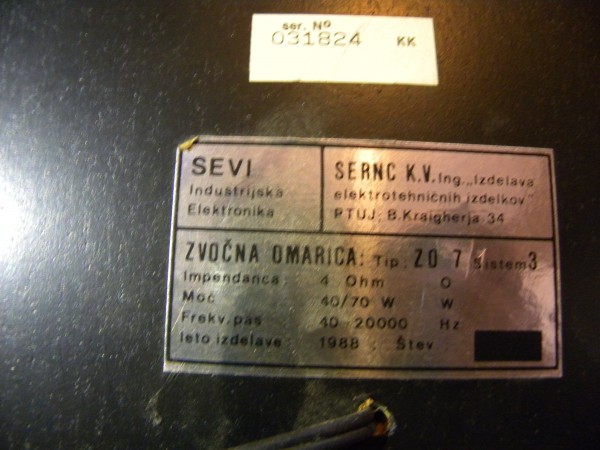 ser. Nº
031824 KK
SEVI
Industrijska
Elektronika
SERNC K.V. Ing. „Izdelava
elektrotehničnih izdelkov"
PTUJ, B. Kraigherja 34
ZVOČNA OMARICA: Tip: ZO 7 Sistem 3
Impendanca: 4 Ohm O
Moč 40/70 W W
Frekv. pas 40 20000 Hz
leto izdelave: 1988 Štev